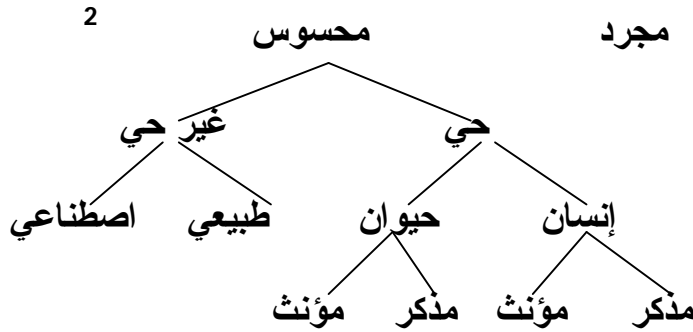 2
مجرد محسوس
حي غير حي
إنسان حيوان طبيعي اصطناعي
مذكر مؤنث مذكر مؤنث